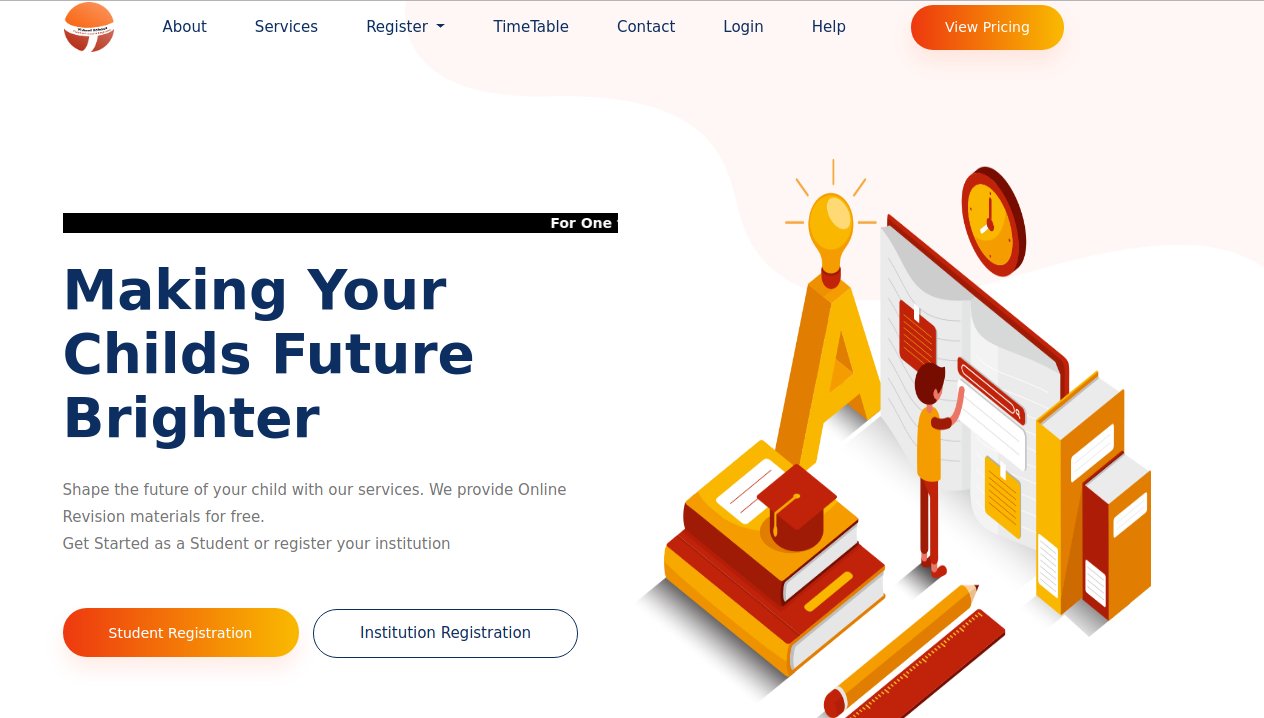 About
Services
Register
TimeTable
Contact
Login
Help
View Pricing
For One
Making Your
Childs Future
Brighter
Shape the future of your child with our services. We provide Online
Revision materials for free.
Get Started as a Student or register your institution
Student Registration
Institution Registration